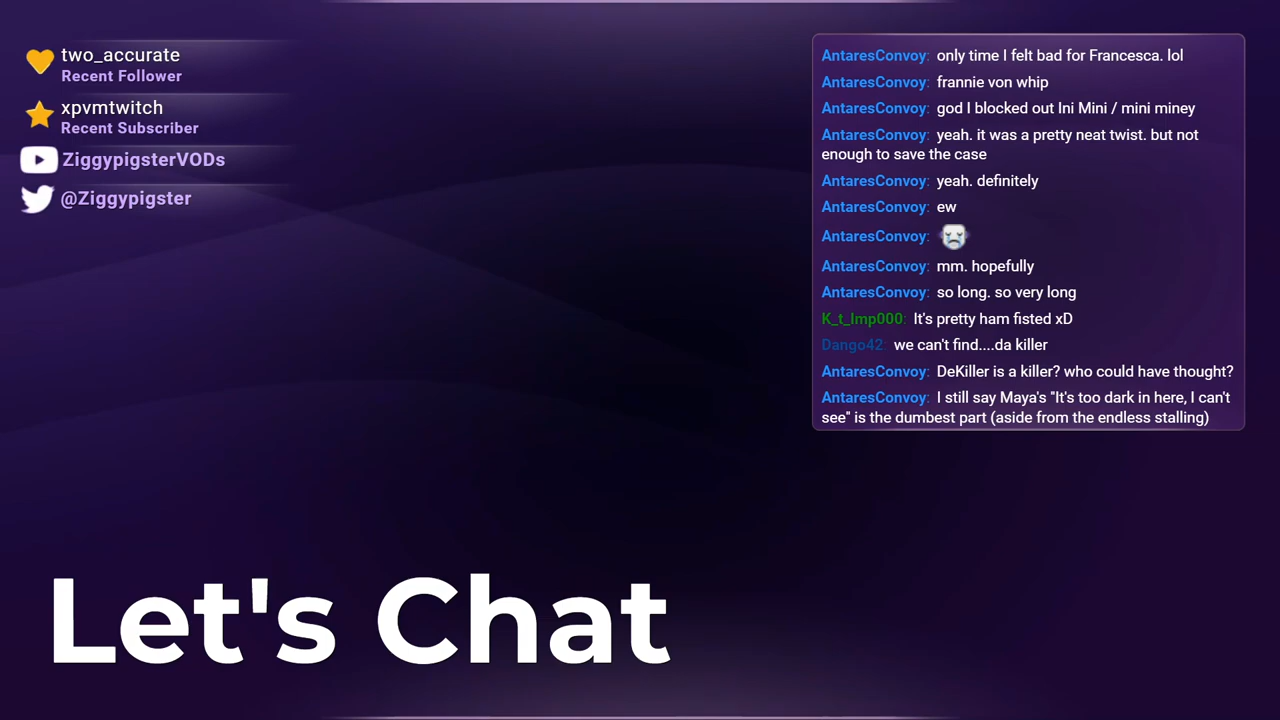 two_accurate
Recent Follower
xpvmtwitch
Recent Subscriber
ZiggypigsterVODs
@Ziggypigster
AntaresConvoy: only time I felt bad for Francesca. lol
AntaresConvoy: frannie von whip
AntaresConvoy: god I blocked out Ini Mini / mini miney
AntaresConvoy: yeah. it was a pretty neat twist. but not
enough to save the case
AntaresConvoy: yeah. definitely
AntaresConvoy: ew
AntaresConvoy:
AntaresConvoy: mm. hopefully
AntaresConvoy: so long. so very long
K_t_Imp000: It's pretty ham fisted xD
Dango42: we can't find....da killer
AntaresConvoy: DeKiller is a killer? who could have thought?
AntaresConvoy: I still say Maya's "It's too dark in here, I can't
see" is the dumbest part (aside from the endless stalling)
Let's Chat